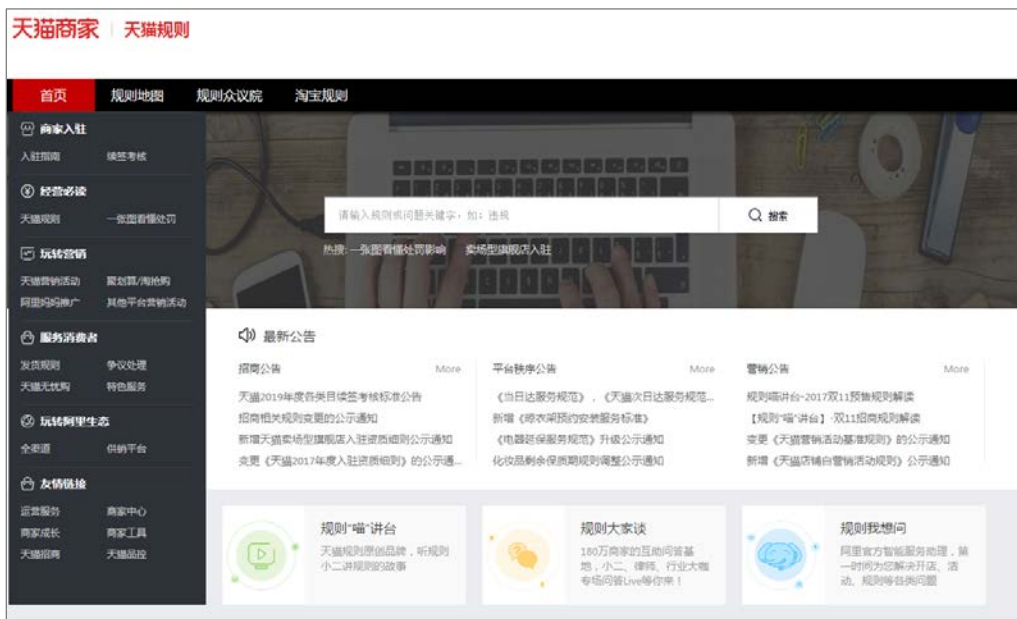 天猫商家 天猫规则
首页 规则地图 规则众议院 淘宝规则
商家入驻
入驻指南 续签考核
经营必读
天猫规则 一张图看懂处罚
玩转营销
天猫营销活动 聚划算/淘抢购
阿里妈妈推广 其他平台营销活动
服务消费者
发货规则 争议处理
天猫无忧购 特色服务
玩转阿里生态
全渠道 供销平台
友情链接
运营服务 商家中心
商家成长 商家工具
天猫招商 天猫品控
请输入规则或问题关键字，如：违规
搜索
热搜: 一张图看懂处罚影响 卖场型旗舰店入驻
最新公告
招商公告 More
天猫2019年度各类目续签考核标准公告
招商相关规则变更的公示通知
新增天猫卖场型旗舰店入驻资质细则公示通知
变更《天猫2017年度入驻资质细则》的公示通...
平台秩序公告 More
《当日达服务规范》，《天猫次日达服务规范...
新增《晾衣架预约安装服务标准》
《电器延保服务规范》升级公示通知
化妆品剩余保质期规则调整公示通知
营销公告 More
规则喵讲台-2017双11预售规则解读
【规则“喵”讲台】·双11招商规则解读
变更《天猫营销活动基准规则》的公示通知
新增《天猫店铺自营销活动规则》公示通知
规则“喵”讲台
天猫规则原创品牌，听规则
小二讲规则的故事
规则大家谈
180万商家的互助问答基
地，小二、律师、行业大咖
专场问答Live等你来！
规则我想问
阿里官方智能服务助理，第
一时间为您解决开店、活
动、规则等各类问题